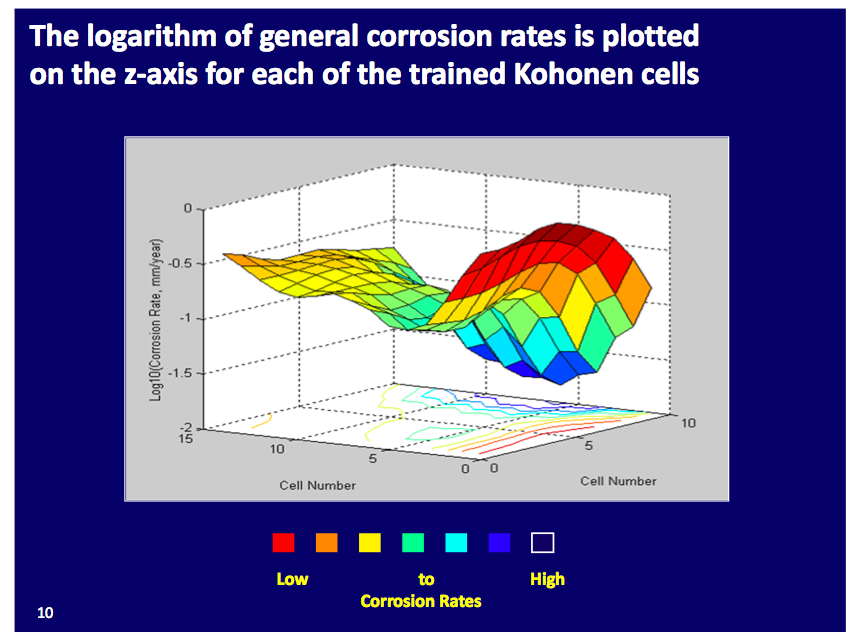 The logarithm of general corrosion rates is plotted
on the z-axis for each of the trained Kohonen cells
Log10(Corrosion Rate, mm/year)
0
-0.5
-1
-1.5
-2
15
10
5
0
0
5
10
Cell Number
Cell Number
Low to High
Corrosion Rates
10